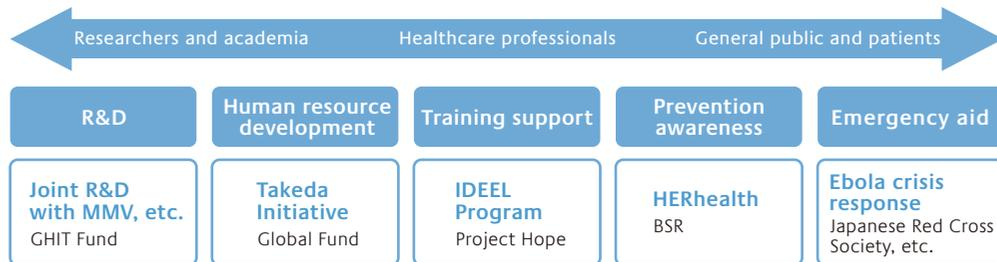 Researchers and academia Healthcare professionals General public and patients
R&D
Human resource
development
Training support
Prevention
awareness
Emergency aid
Joint R&D
with MMV, etc.
GHIT Fund
Takeda
Initiative
Global Fund
IDEEL
Program
Project Hope
HERhealth
BSR
Ebola crisis
response
Japanese Red Cross
Society, etc.